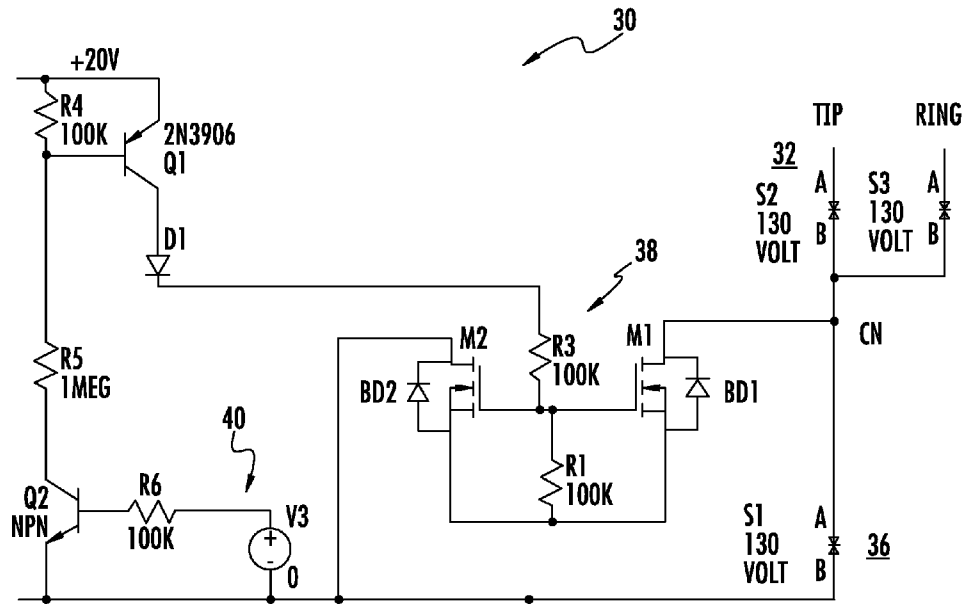 30
+20V
R4
100K
2N3906
Q1
TIP
RING
32
A
S2
130
VOLT
B
A
S3
130
VOLT
B
D1
38
CN
M2
R3
100K
M1
BD2
BD1
R5
1MEG
40
R1
100K
Q2
NPN
R6
100K
V3
+
-
0
S1
130
VOLT
A
B
36